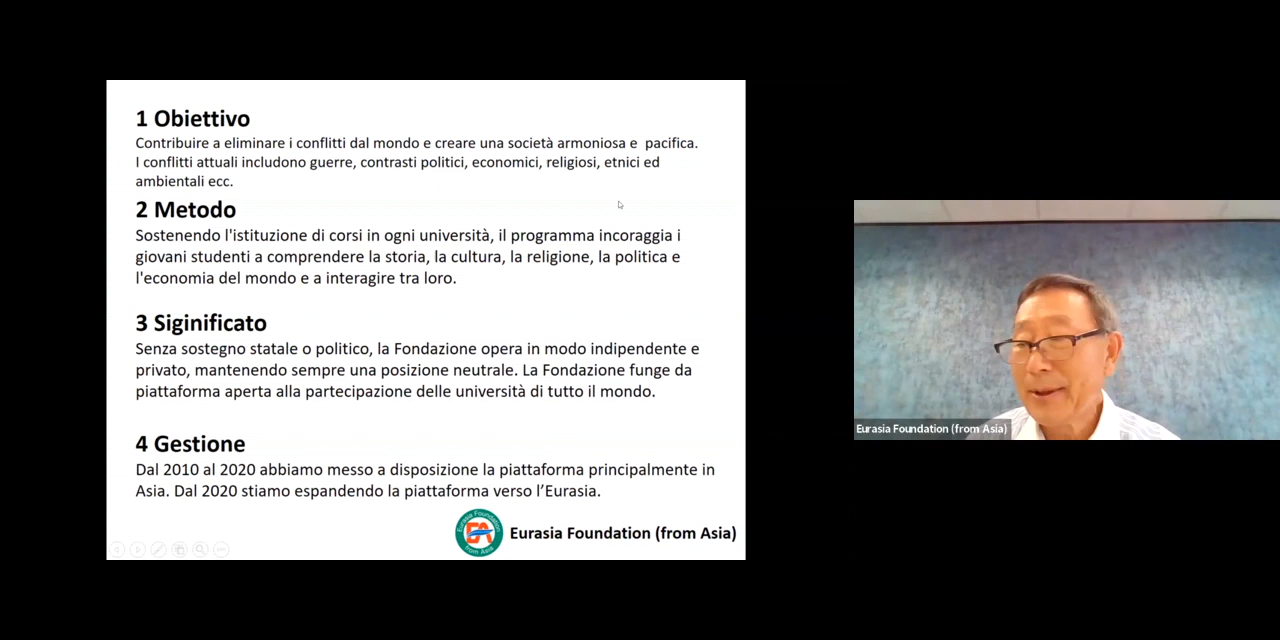 1 Obiettivo
Contribuire a eliminare i conflitti dal mondo e creare una società armoniosa e  pacifica.
I conflitti attuali includono guerre, contrasti politici, economici, religiosi, etnici ed
ambientali ecc.
2 Metodo
Sostenendo l'istituzione di corsi in ogni università, il programma incoraggia i
giovani studenti a comprendere la storia, la cultura, la religione, la politica e
l'economia del mondo e a interagire tra loro.
3 Siginificato
Senza sostegno statale o politico, la Fondazione opera in modo indipendente e
privato, mantenendo sempre una posizione neutrale. La Fondazione funge da
piattaforma aperta alla partecipazione delle università di tutto il mondo.
4 Gestione
Dal 2010 al 2020 abbiamo messo a disposizione la piattaforma principalmente in
Asia. Dal 2020 stiamo espandendo la piattaforma verso l’Eurasia.
Eurasia Foundation
EA
from Asia
Eurasia Foundation (from Asia)
Eurasia Foundation (from Asia)